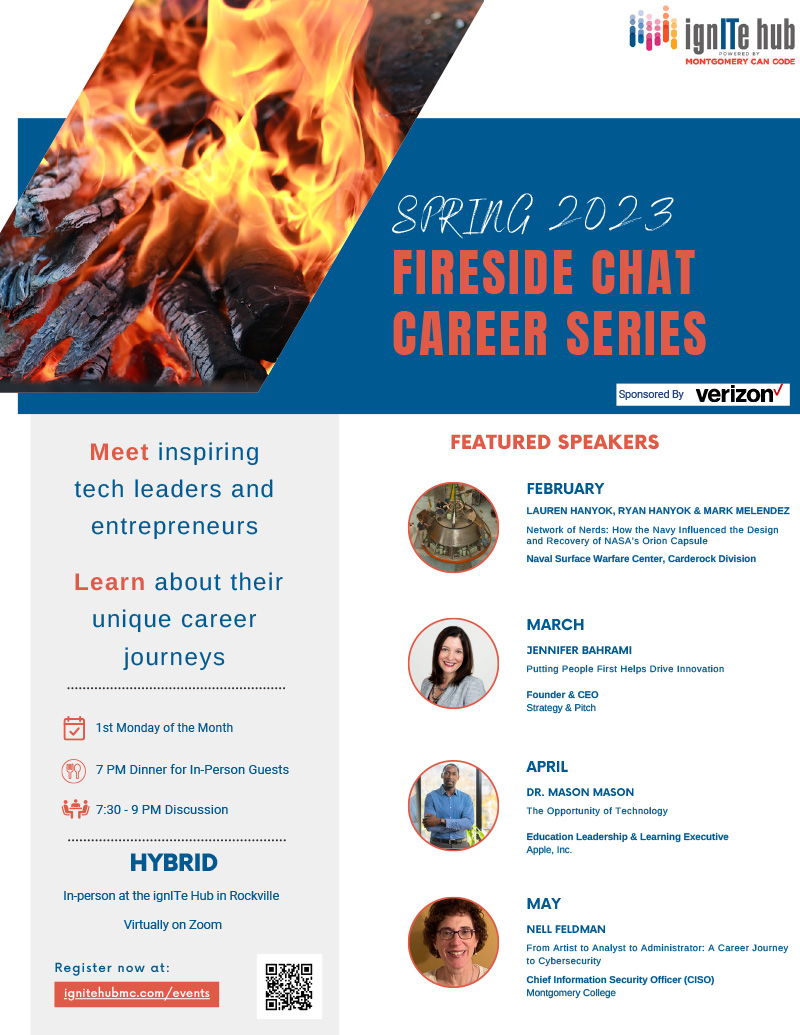 ignITe hub
POWERED BY
MONTGOMERY CAN CODE
SPRING 2023
FIRESIDE CHAT
CAREER SERIES
Sponsored By verizon
Meet inspiring
tech leaders and
entrepreneurs
Learn about their
unique career
journeys
1st Monday of the Month
7 PM Dinner for In-Person Guests
7:30 - 9 PM Discussion
HYBRID
In-person at the ignITe Hub in Rockville
Virtually on Zoom
Register now at:
ignitehubmc.com/events
FEATURED SPEAKERS
FEBRUARY
LAUREN HANYOK, RYAN HANYOK & MARK MELENDEZ
Network of Nerds: How the Navy Influenced the Design
and Recovery of NASA's Orion Capsule
Naval Surface Warfare Center, Carderock Division
MARCH
JENNIFER BAHRAMI
Putting People First Helps Drive Innovation
Founder & CEO
Strategy & Pitch
APRIL
DR. MASON MASON
The Opportunity of Technology
Education Leadership & Learning Executive
Apple, Inc.
MAY
NELL FELDMAN
From Artist to Analyst to Administrator: A Career Journey
to Cybersecurity
Chief Information Security Officer (CISO)
Montgomery College